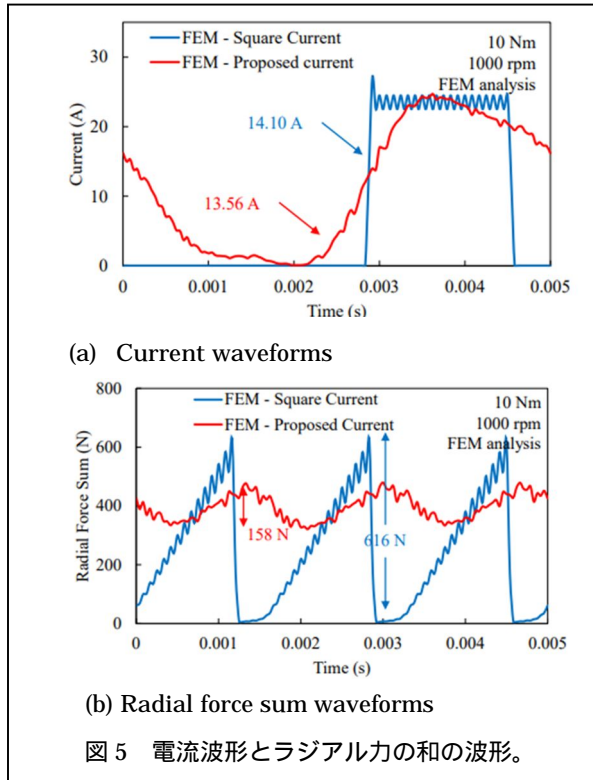 FEM - Square Current
FEM - Proposed current
10 Nm
1000 rpm
FEM analysis
30
20
10
0
Current (A)
14.10 A
13.56 A
0
0.001
0.002
0.003
0.004
0.005
Time (s)
(a) Current waveforms
800
600
400
200
0
Radial Force Sum (N)
FEM - Square Current
FEM - Proposed Current
10 Nm
1000 rpm
FEM analysis
158 N
616 N
0
0.001
0.002
0.003
0.004
0.005
Time (s)
(b) Radial force sum waveforms
図 5 電流波形とラジアル力の和の波形。